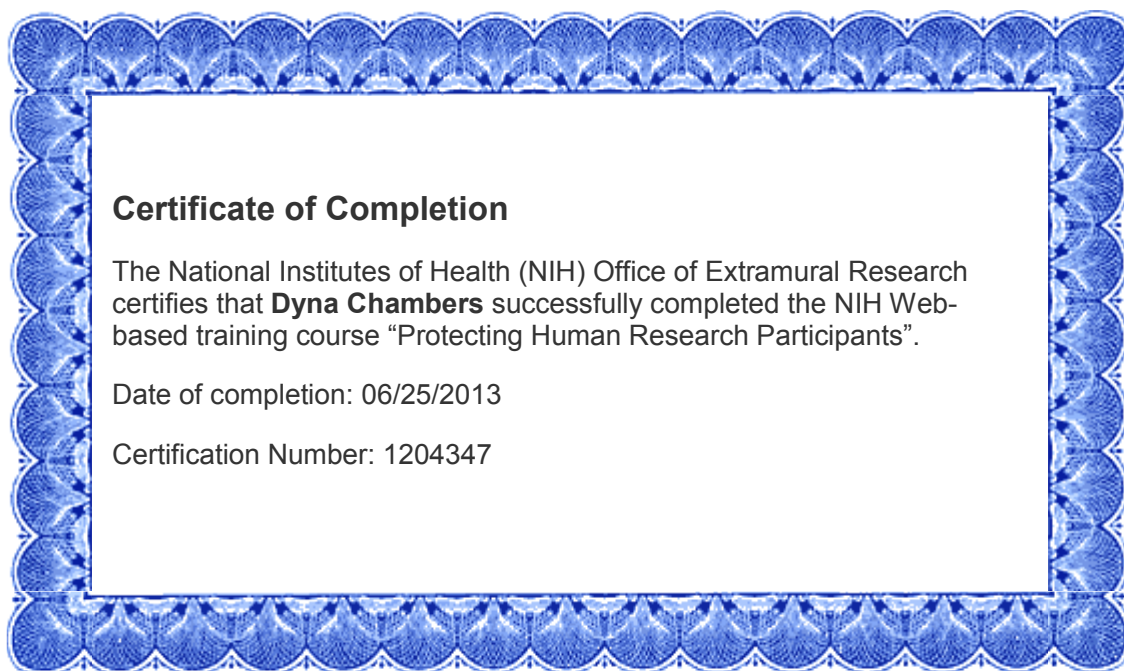 Certificate of Completion
The National Institutes of Health (NIH) Office of Extramural Research
certifies that Dyna Chambers successfully completed the NIH Web-
based training course “Protecting Human Research Participants”.
Date of completion: 06/25/2013
Certification Number: 1204347